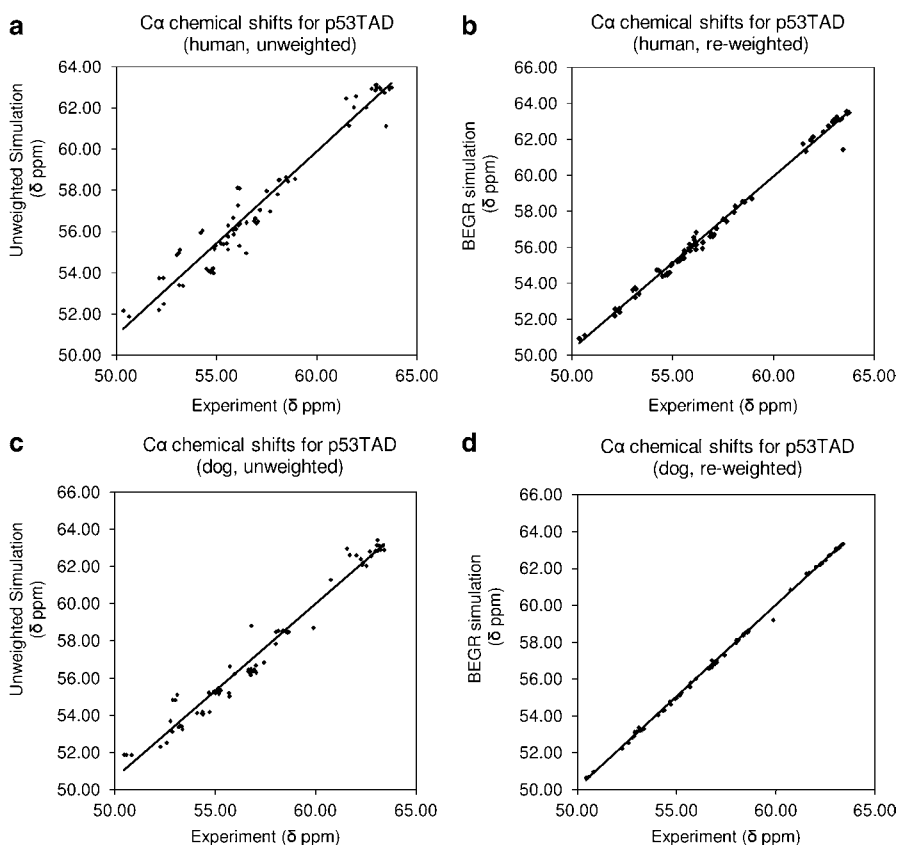 a
Cα chemical shifts for p53TAD
(human, unweighted)
Unweighted Simulation
(δ ppm)
64.00
62.00
60.00
58.00
56.00
54.00
52.00
50.00
50.00 55.00 60.00 65.00
Experiment (δ ppm)
b
Cα chemical shifts for p53TAD
(human, re-weighted)
BEGR simulation
(δ ppm)
66.00
64.00
62.00
60.00
58.00
56.00
54.00
52.00
50.00
50.00 55.00 60.00 65.00
Experiment (δ ppm)
c
Cα chemical shifts for p53TAD
(dog, unweighted)
Unweighted Simulation
(δ ppm)
66.00
64.00
62.00
60.00
58.00
56.00
54.00
52.00
50.00
50.00 55.00 60.00 65.00
Experiment (δ ppm)
d
Cα chemical shifts for p53TAD
(dog, re-weighted)
BEGR simulation
(δ ppm)
66.00
64.00
62.00
60.00
58.00
56.00
54.00
52.00
50.00
50.00 55.00 60.00 65.00
Experiment (δ ppm)